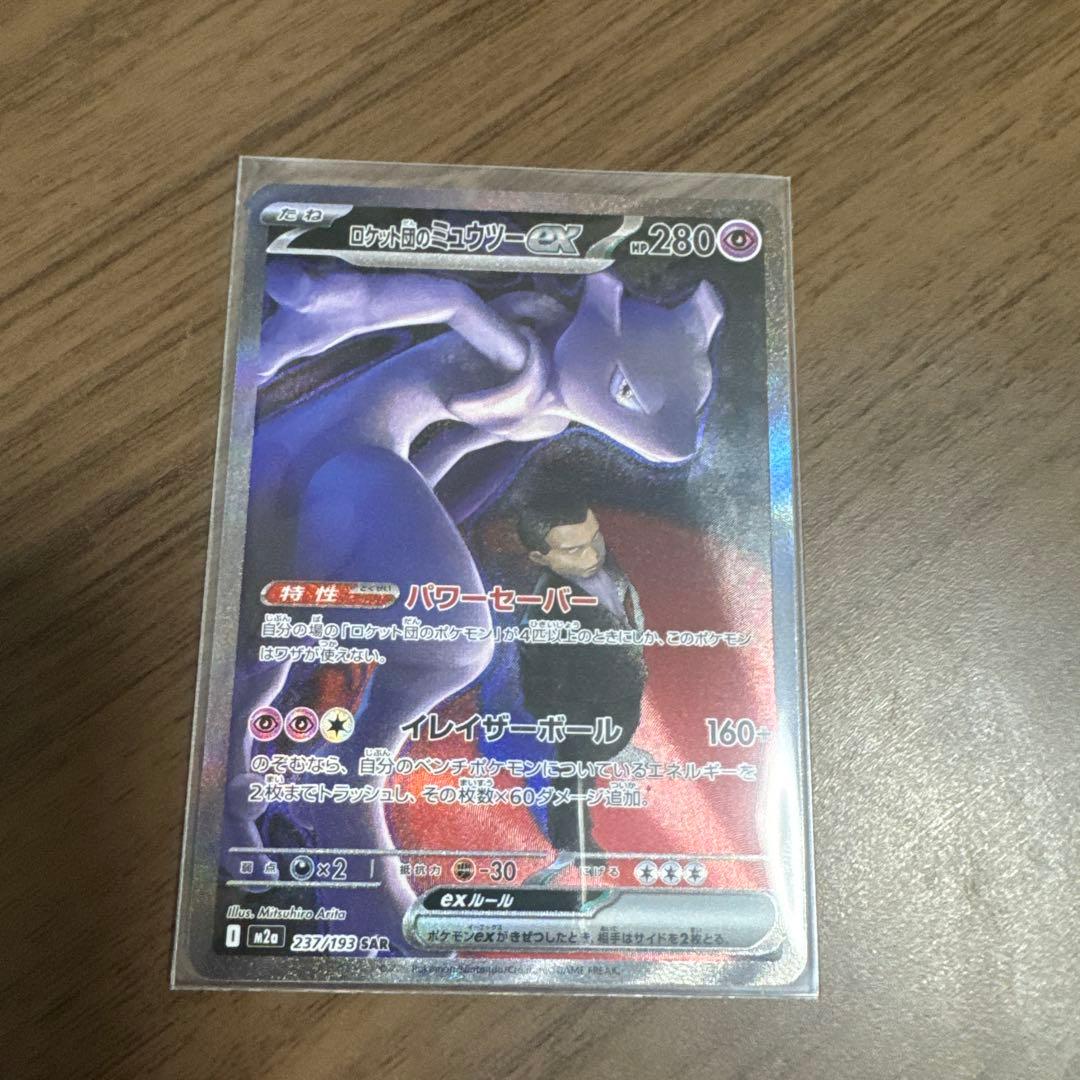 たね
ロケット団のミュウツーex HP 280
特性 パワーセーバー
自分の場の「ロケット団のポケモン」が4匹以上のときにしか、このポケモン
はワザが使えない。
イレイザーボール 160+
のぞむなら、自分のベンチポケモンについているエネルギーを
2枚までトラッシュし、その枚数×60ダメージ追加。
弱点 ×2 抵抗力 -30 にげる
Illus. Mitsuhiro Arita
exルール
ポケモンexがきぜつしたとき、相手はサイドを2枚とる。
I m2a 237/193 SAR
Pokémon/Nintendo/Creatures/GAME FREAK.